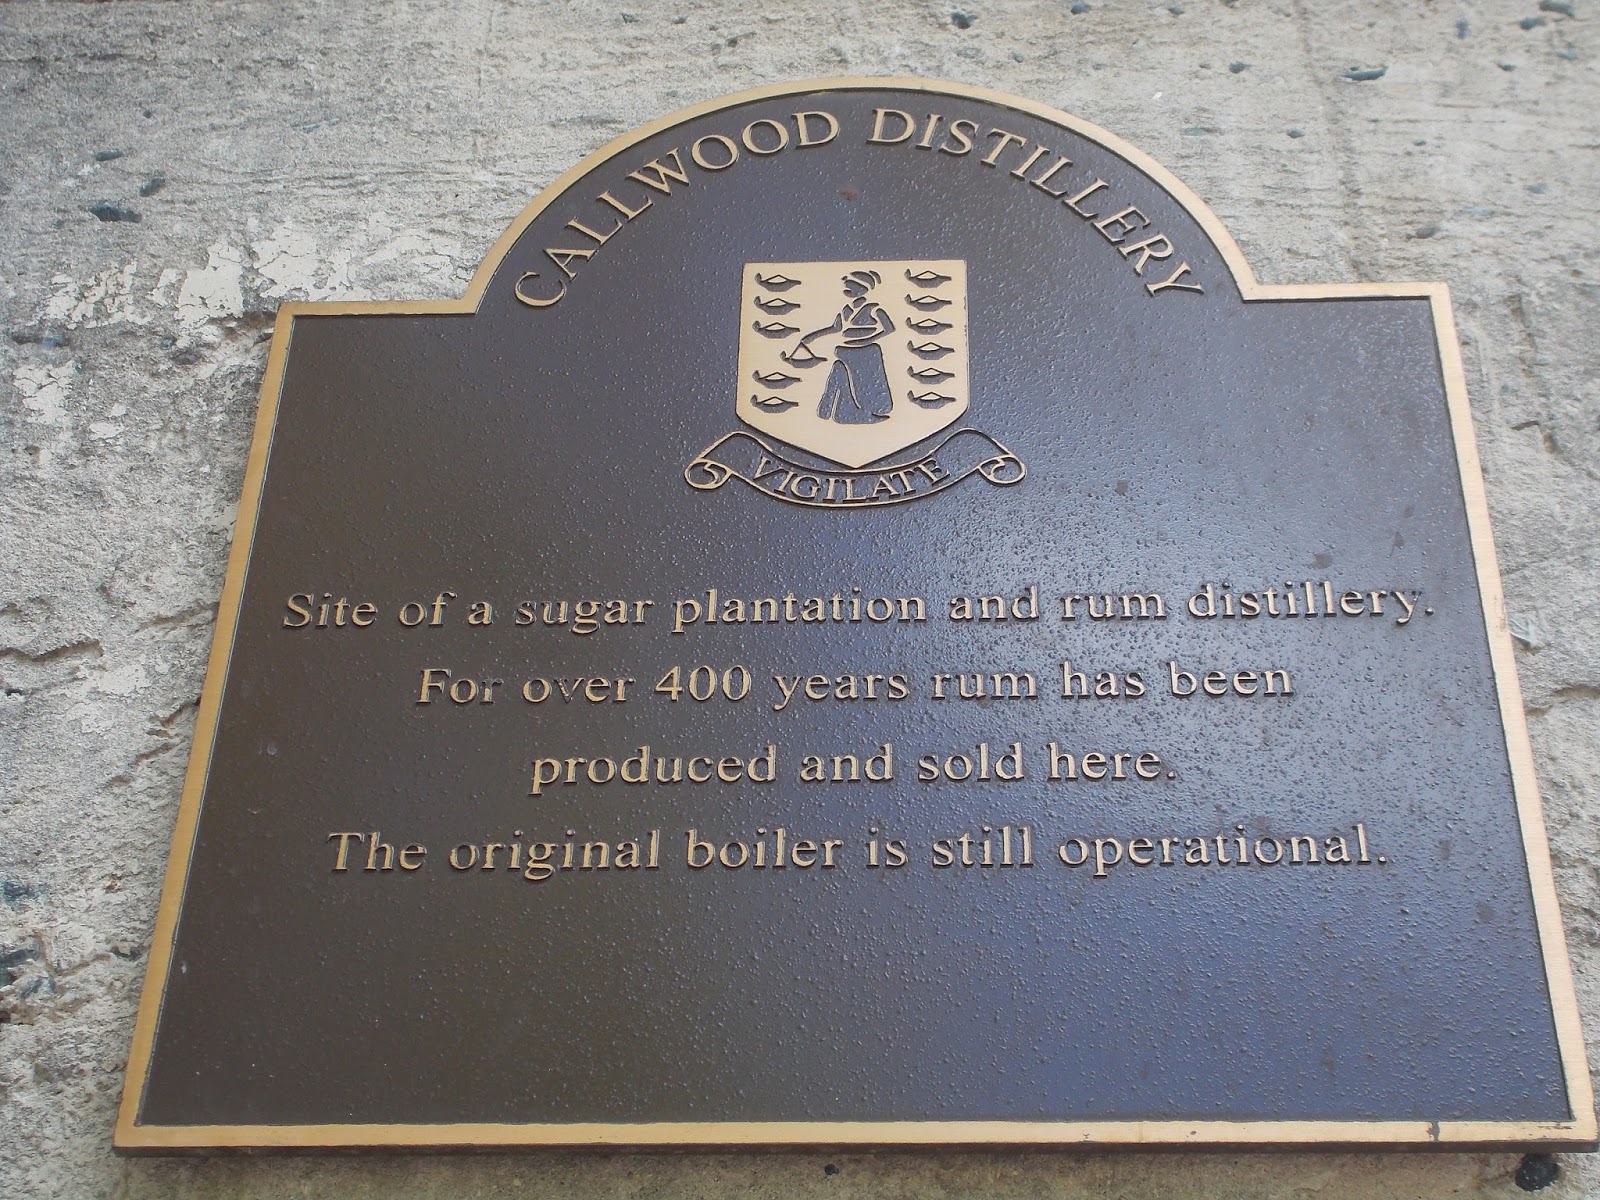 CALLWOOD DISTILLERY
VIGILATE
Site of a sugar plantation and rum distillery.
For over 400 years rum has been
produced and sold here.
The original boiler is still operational.